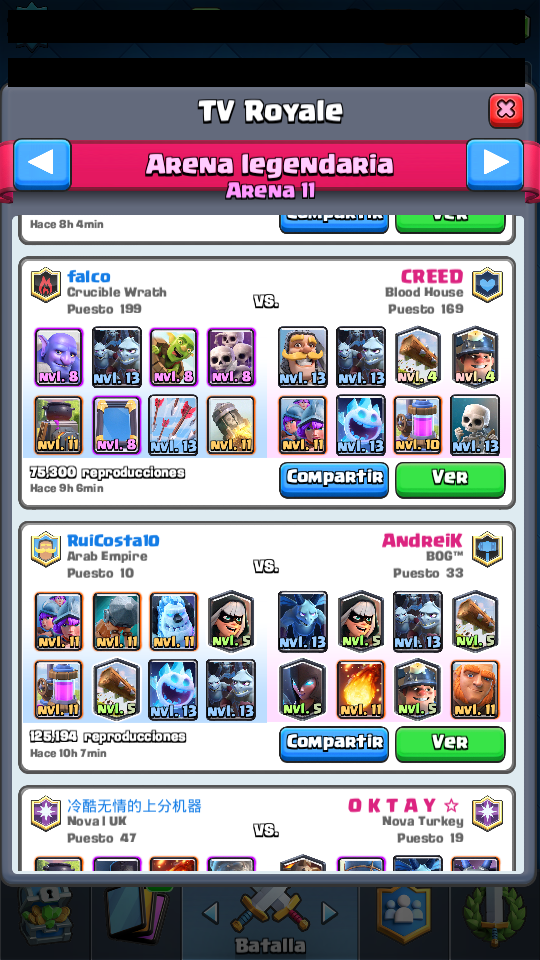 TV Royale
Arena legendaria
Arena 11
Compartir
Ver
Hace 8h 4min
falco
Crucible Wrath
Puesto 199
vs.
CREED
Blood House
Puesto 169
nvl. 8 nvl. 13 nvl. 8 nvl. 8 nvl. 13 nvl. 13 nvl. 4 nvl. 4
nvl. 11 nvl. 8 nvl. 13 nvl. 11 nvl. 11 nvl. 13 nvl. 10 nvl. 13
75,300 reproducciones
Hace 9h 6min
Compartir
Ver
RuiCosta10
Arab Empire
Puesto 10
vs.
AndreiK
BOG™
Puesto 33
nvl. 11 nvl. 11 nvl. 11 nvl. 5 nvl. 13 nvl. 5 nvl. 13 nvl. 5
nvl. 11 nvl. 5 nvl. 13 nvl. 13 nvl. 5 nvl. 11 nvl. 5 nvl. 11
125,194 reproducciones
Hace 10h 7min
Compartir
Ver
冷酷无情的上分机器
Nova l UK
Puesto 47
vs.
O K T A Y ☆
Nova Turkey
Puesto 19
Batalla